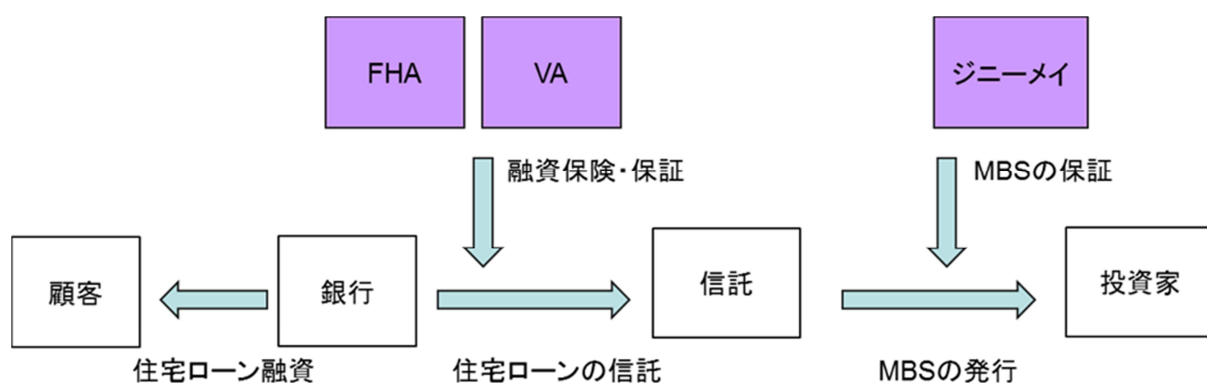 FHA
VA
ジニーメイ
融資保険・保証
MBSの保証
顧客
銀行
信託
投資家
住宅ローン融資
住宅ローンの信託
MBSの発行